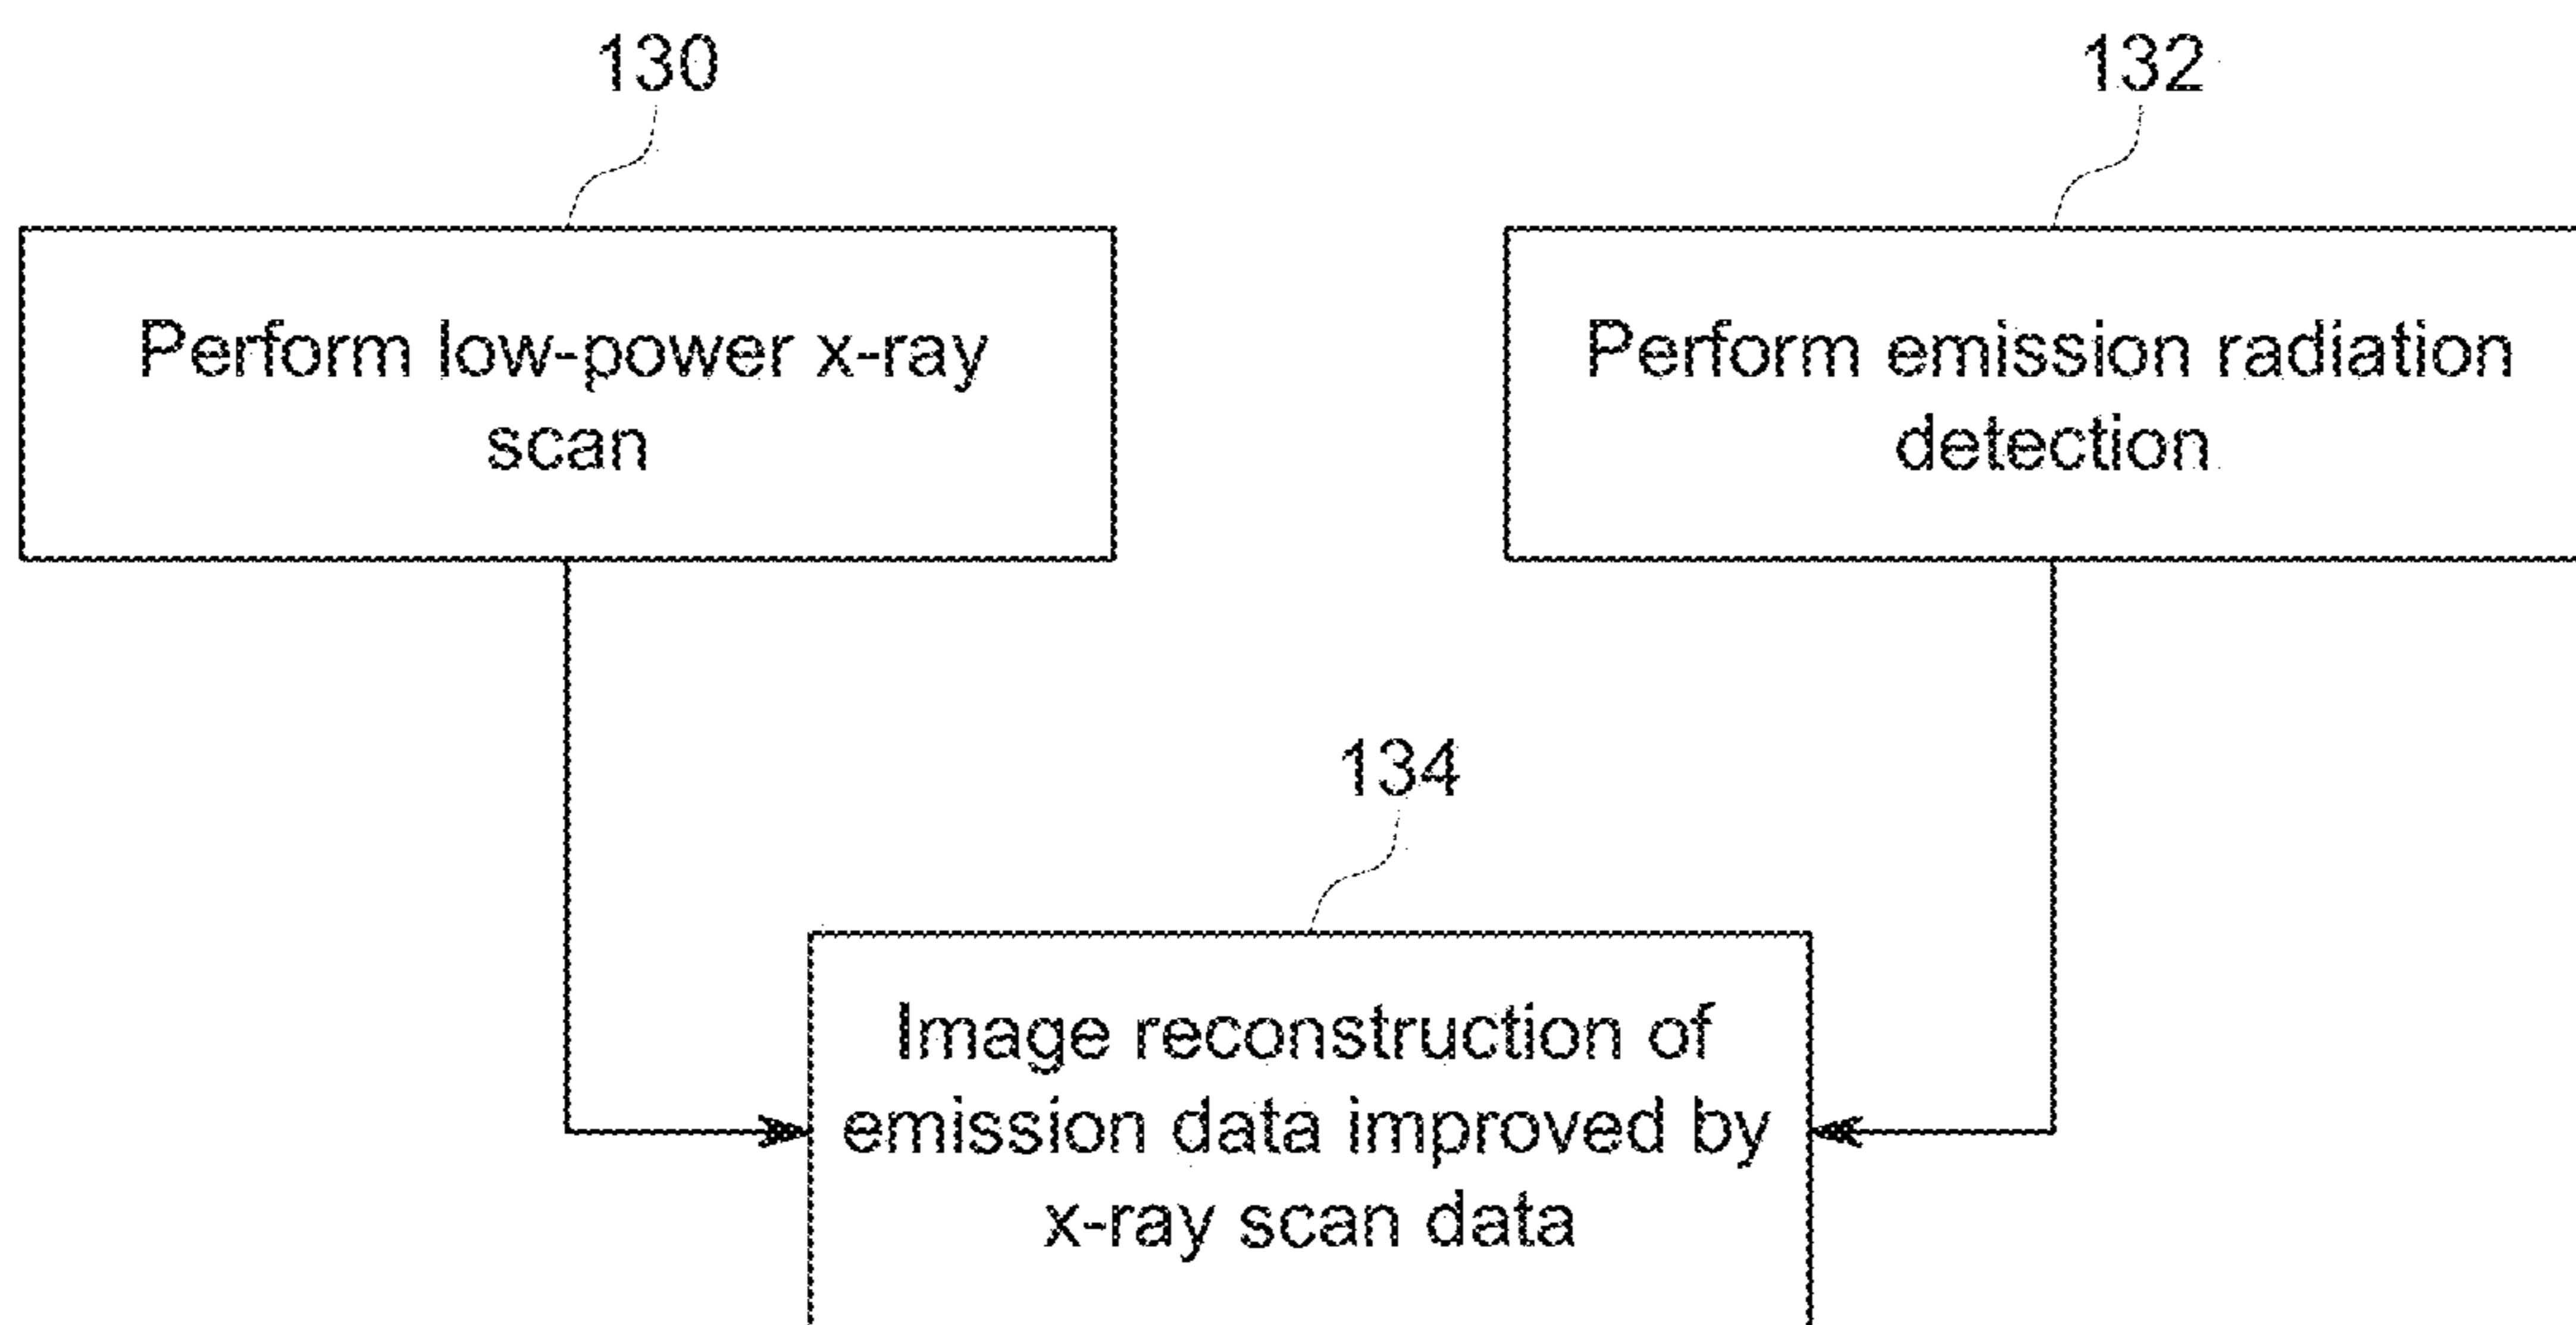 130
132
Perform low-power x-ray
scan
Perform emission radiation
detection
134
Image reconstruction of
emission data improved by
x-ray scan data